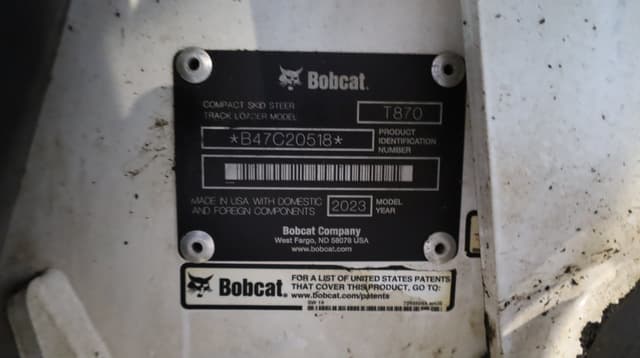 Bobcat.
COMPACT SKID STEER
TRACK LOADER MODEL
T870
*B47C20518*
PRODUCT
IDENTIFICATION
NUMBER
MADE IN USA WITH DOMESTIC
AND FOREIGN COMPONENTS
2023
MODEL
YEAR
Bobcat Company
West Fargo, ND 58078 USA
www.bobcat.com
Bobcat.
FOR A LIST OF UNITED STATES PATENTS
THAT COVER THIS PRODUCT, GO TO:
www.bobcat.com/patents